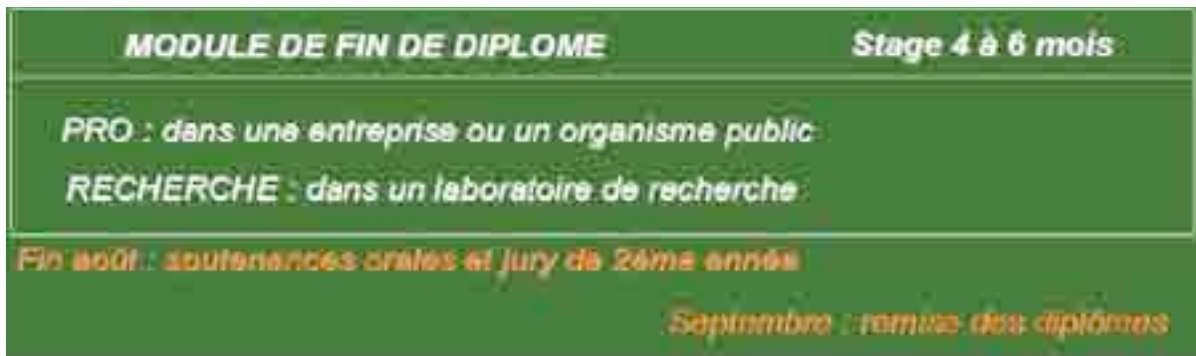 MODULE DE FIN DE DIPLOME Stage 4 à 6 mois
PRO : dans une entreprise ou un organisme public
RECHERCHE : dans un laboratoire de recherche
Fin août : soutenances orales et jury de 2ème année
Septembre : remise des diplômes